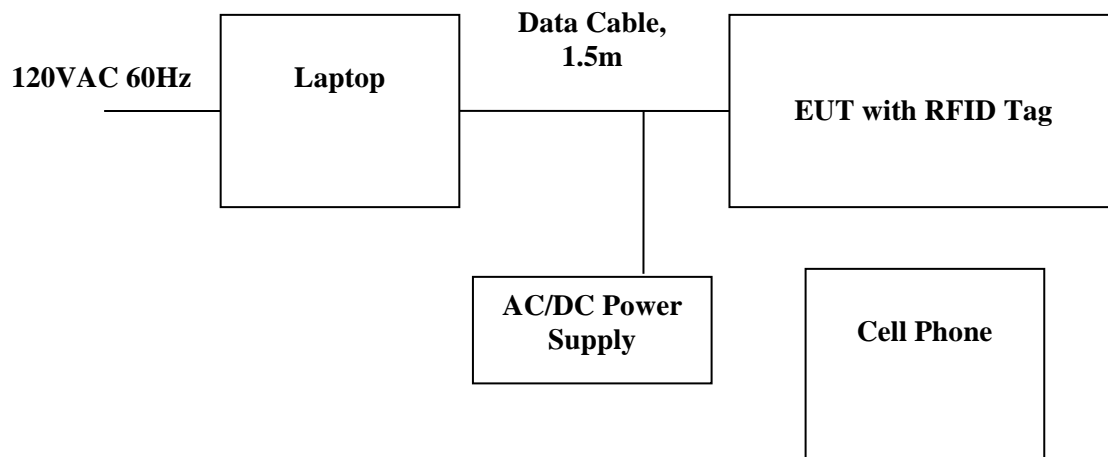 Data Cable,
1.5m
120VAC 60Hz
Laptop
EUT with RFID Tag
AC/DC Power
Supply
Cell Phone